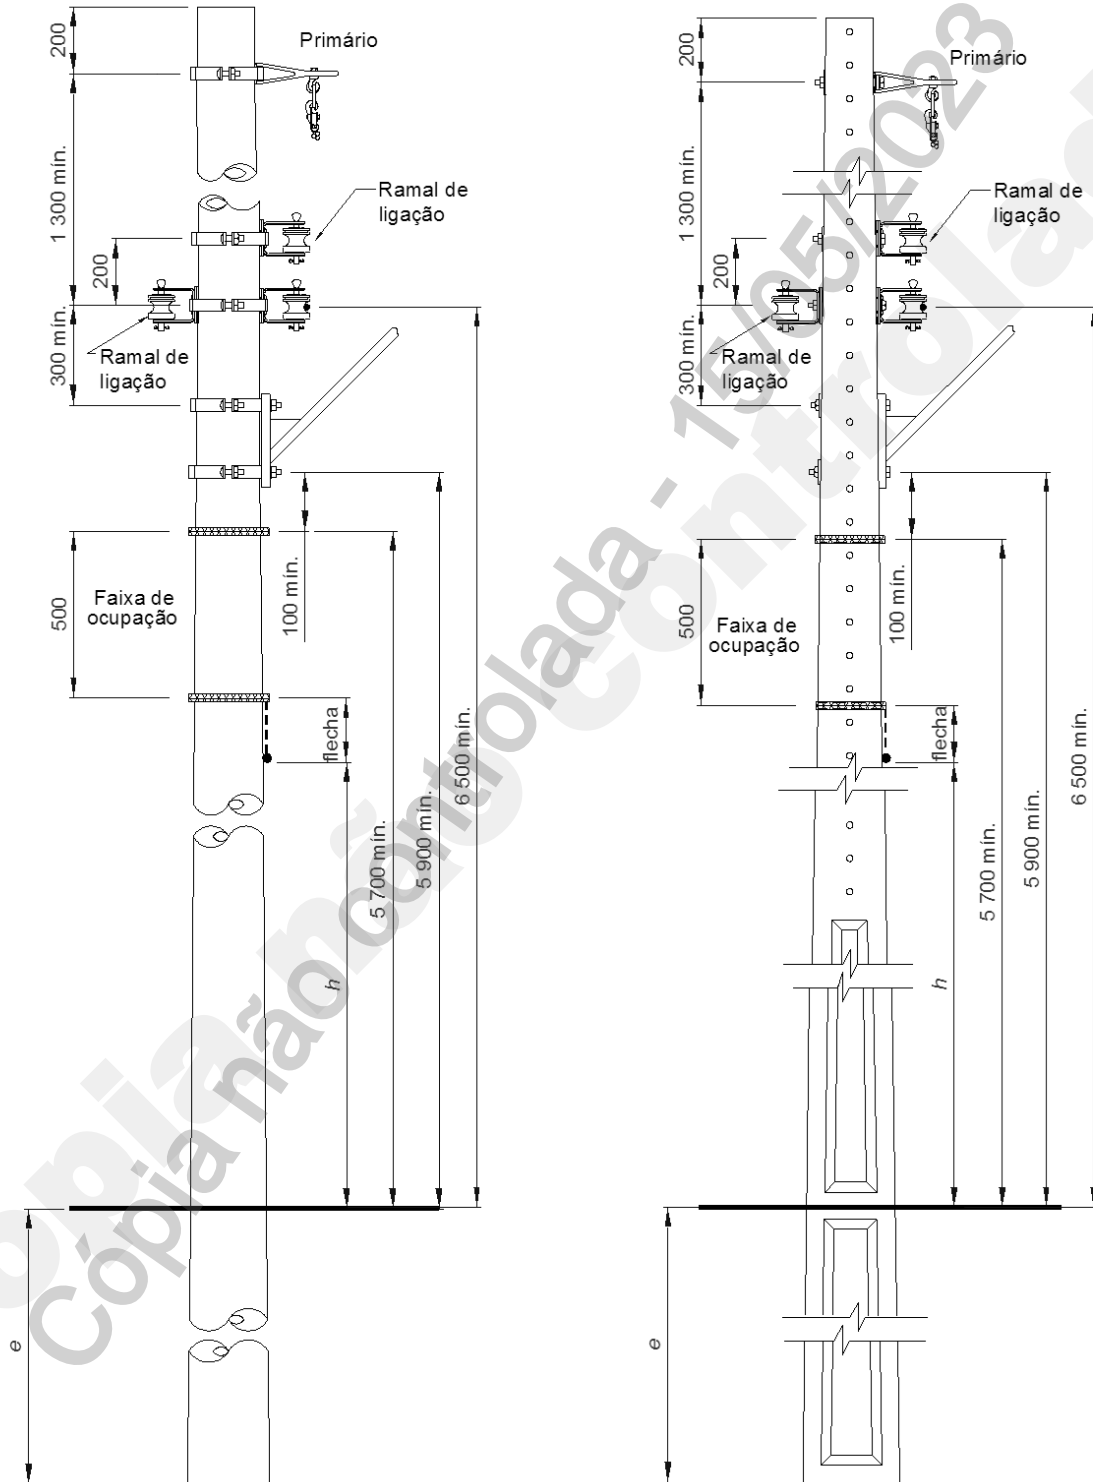 200
Primário
1 300 mín.
Ramal de
ligação
200
300 mín.
Ramal de
ligação
500
Faixa de
ocupação
100 mín.
flecha
6 500 mín.
5 900 mín.
5 700 mín.
h
e
200
Primário
1 300 mín.
Ramal de
ligação
200
300 mín.
Ramal de
ligação
500
Faixa de
ocupação
100 mín.
flecha
6 500 mín.
5 900 mín.
5 700 mín.
h
e
Cópia não controlada - 15/05/2023
Cópia não controlad